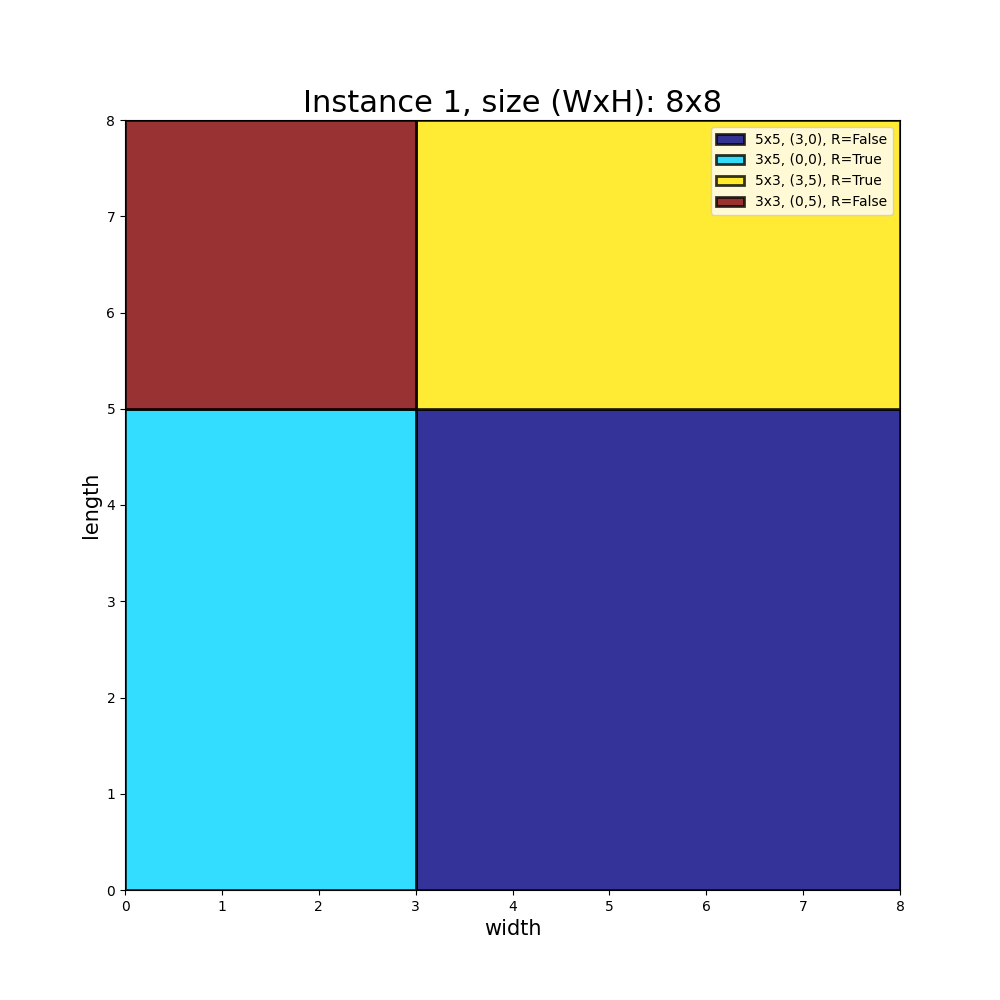 Instance 1, size (WxH): 8x8
5x5, (3,0), R=False
3x5, (0,0), R=True
5x3, (3,5), R=True
3x3, (0,5), R=False
8
7
6
5
4
3
2
1
0
length
0 1 2 3 4 5 6 7 8
width